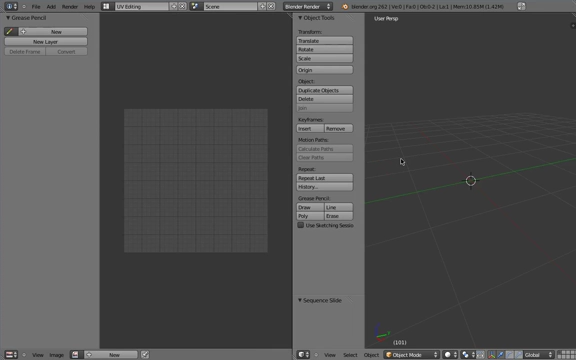 File Add Render Help UV Editing Scene Blender Render blender.org 262 | Ve:0 | Fa:0 | Ob:0-2 | La:1 | Mem:10.85M (1.42M)
Grease Pencil
New
New Layer
Delete Frame Convert
Object Tools
Transform:
Translate
Rotate
Scale
Origin
Object:
Duplicate Objects
Delete
Join
Keyframes:
Insert Remove
Motion Paths:
Calculate Paths
Clear Paths
Repeat:
Repeat Last
History...
Grease Pencil:
Draw Line
Poly Erase
Use Sketching Sessio
Sequence Slide
User Persp
(101)
View Image New
View Select Object Object Mode Global